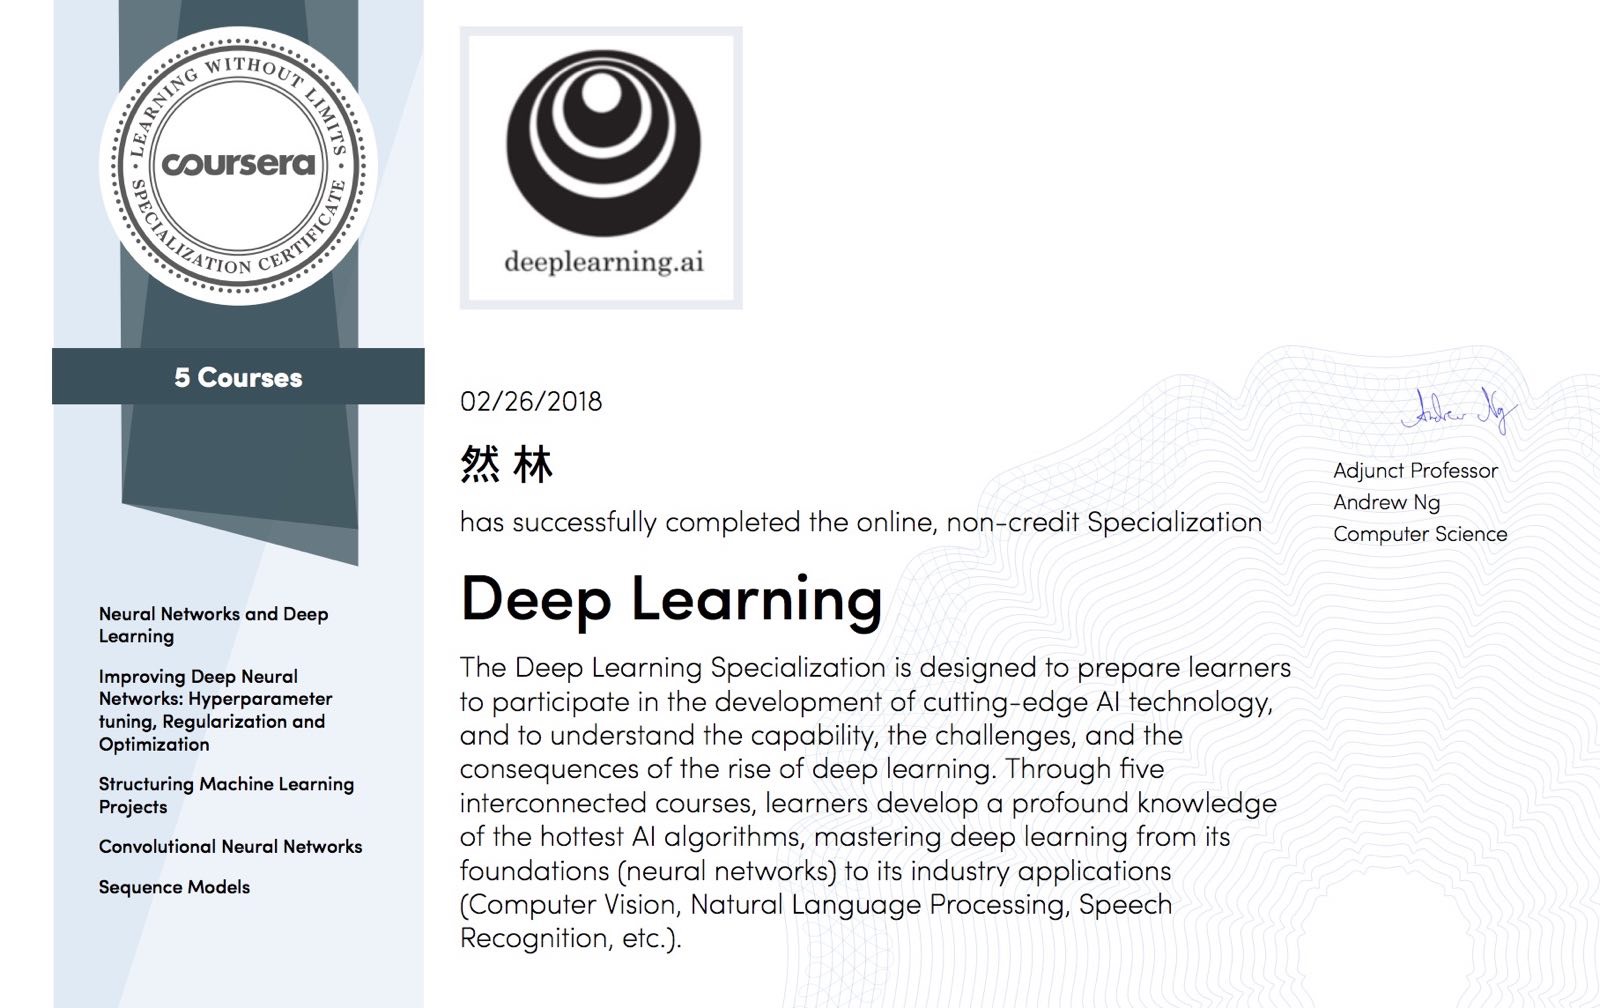 LEARNING WITHOUT LIMITS
coursera
SPECIALIZATION CERTIFICATE
5 Courses
Neural Networks and Deep
Learning
Improving Deep Neural
Networks: Hyperparameter
tuning, Regularization and
Optimization
Structuring Machine Learning
Projects
Convolutional Neural Networks
Sequence Models
deeplearning.ai
02/26/2018
然 林
has successfully completed the online, non-credit Specialization
Deep Learning
The Deep Learning Specialization is designed to prepare learners
to participate in the development of cutting-edge AI technology,
and to understand the capability, the challenges, and the
consequences of the rise of deep learning. Through five
interconnected courses, learners develop a profound knowledge
of the hottest AI algorithms, mastering deep learning from its
foundations (neural networks) to its industry applications
(Computer Vision, Natural Language Processing, Speech
Recognition, etc.).
Andrew Ng
Adjunct Professor
Andrew Ng
Computer Science